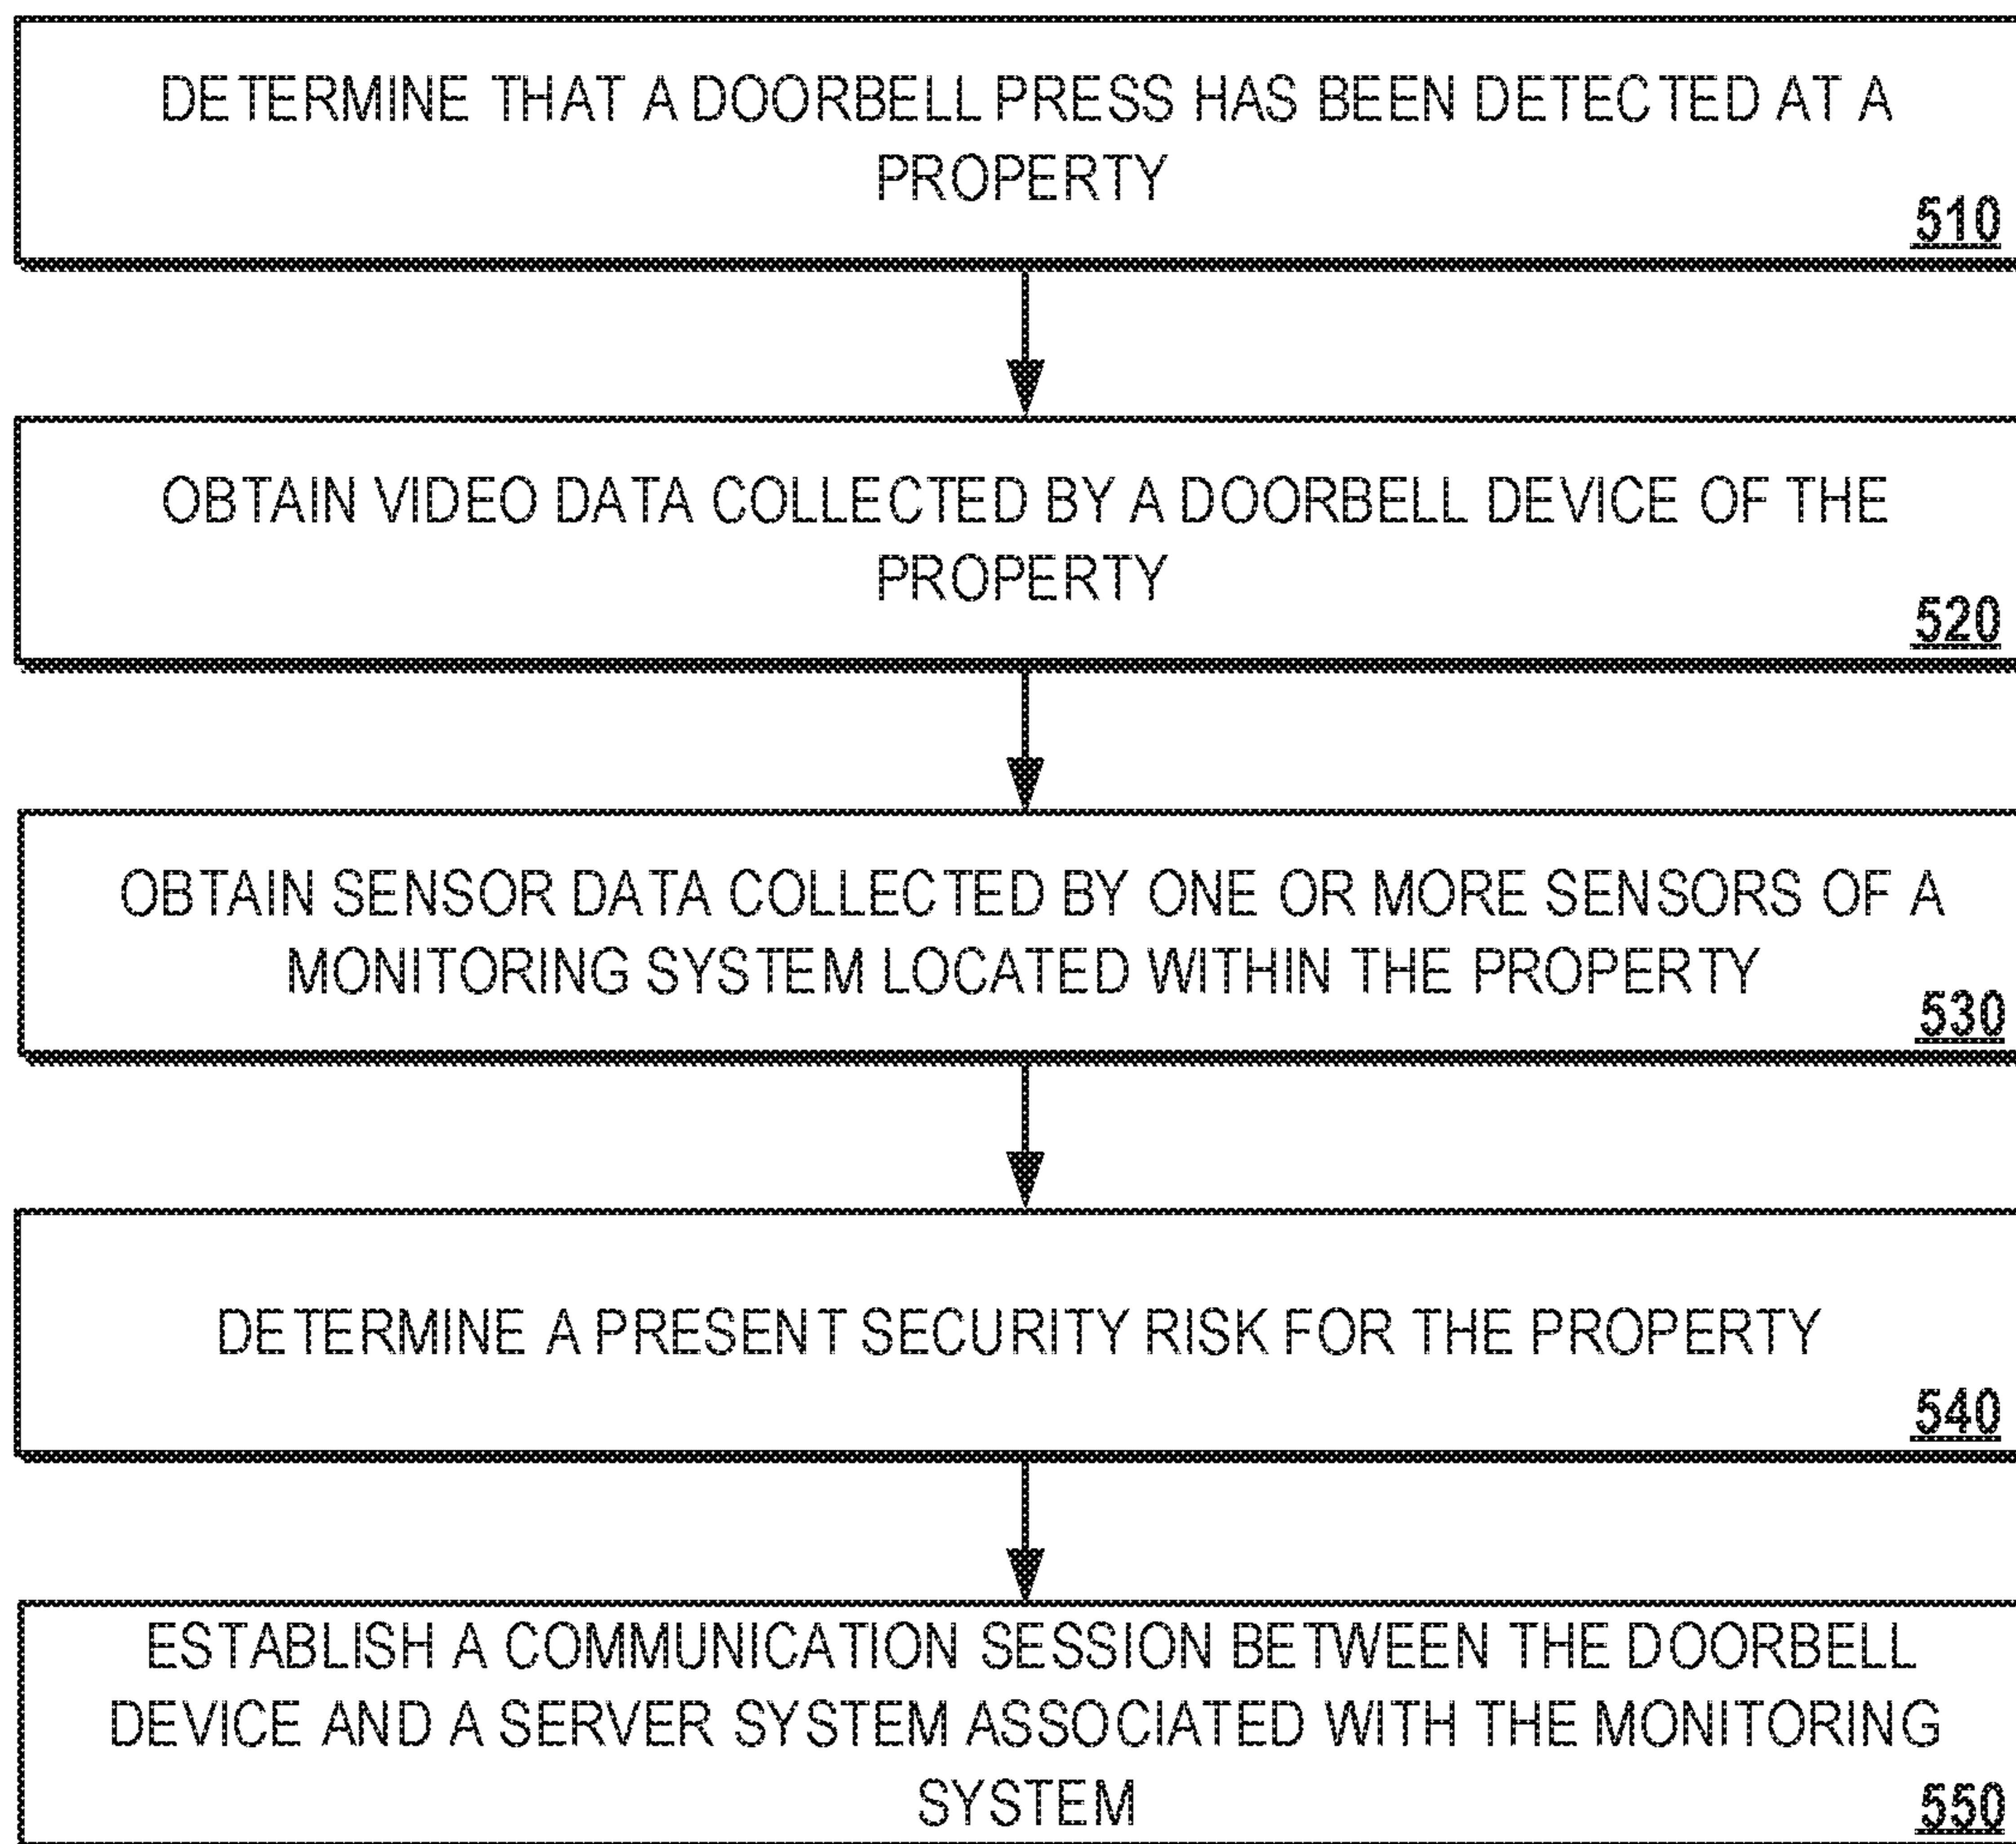 DETERMINE THAT A DOORBELL PRESS HAS BEEN DETECTED AT A
PROPERTY
510
OBTAIN VIDEO DATA COLLECTED BY A DOORBELL DEVICE OF THE
PROPERTY
520
OBTAIN SENSOR DATA COLLECTED BY ONE OR MORE SENSORS OF A
MONITORING SYSTEM LOCATED WITHIN THE PROPERTY
530
DETERMINE A PRESENT SECURITY RISK FOR THE PROPERTY
540
ESTABLISH A COMMUNICATION SESSION BETWEEN THE DOORBELL
DEVICE AND A SERVER SYSTEM ASSOCIATED WITH THE MONITORING
SYSTEM
550